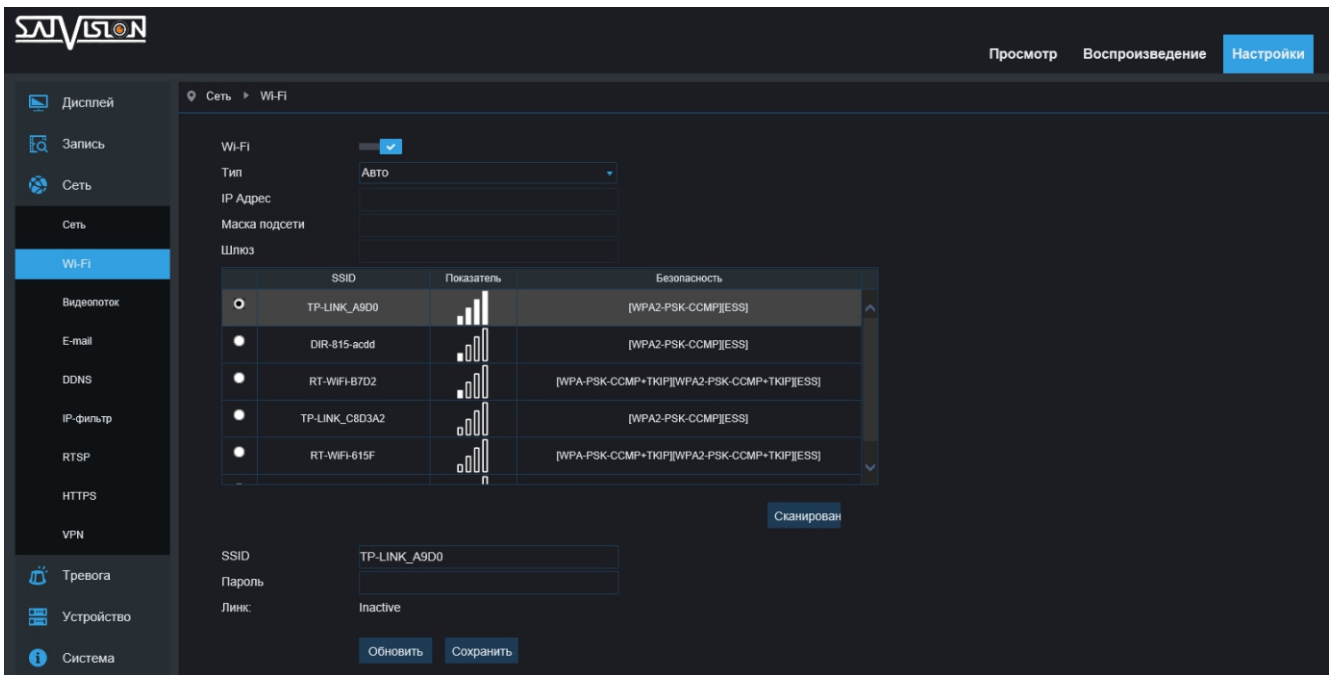 SATVISION
Просмотр Воспроизведение Настройки
Дисплей
Запись
Сеть
Сеть
Wi-Fi
Видеопоток
E-mail
DDNS
IP-фильтр
RTSP
HTTPS
VPN
Тревога
Устройство
Система
Сеть Wi-Fi
Wi-Fi
Тип Авто
IP Адрес
Маска подсети
Шлюз
SSID Показатель Безопасность
TP-LINK_A9D0 [WPA2-PSK-CCMP][ESS]
DIR-815-acdd [WPA2-PSK-CCMP][ESS]
RT-WiFi-B7D2 [WPA-PSK-CCMP+TKIP][WPA2-PSK-CCMP+TKIP][ESS]
TP-LINK_C8D3A2 [WPA2-PSK-CCMP][ESS]
RT-WiFi-615F [WPA-PSK-CCMP+TKIP][WPA2-PSK-CCMP+TKIP][ESS]
Сканирован
SSID TP-LINK_A9D0
Пароль
Линк: Inactive
Обновить Сохранить